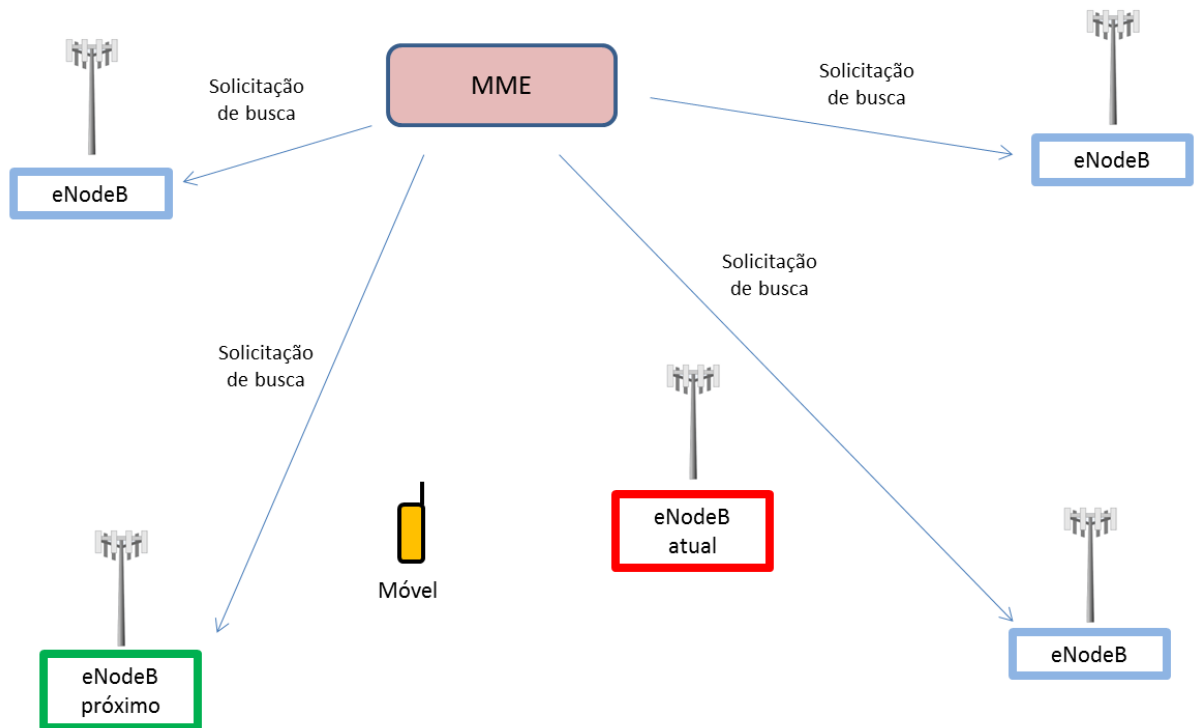 MME
Solicitação
de busca
Solicitação
de busca
eNodeB
eNodeB
Solicitação
de busca
Solicitação
de busca
eNodeB
atual
Móvel
eNodeB
eNodeB
próximo